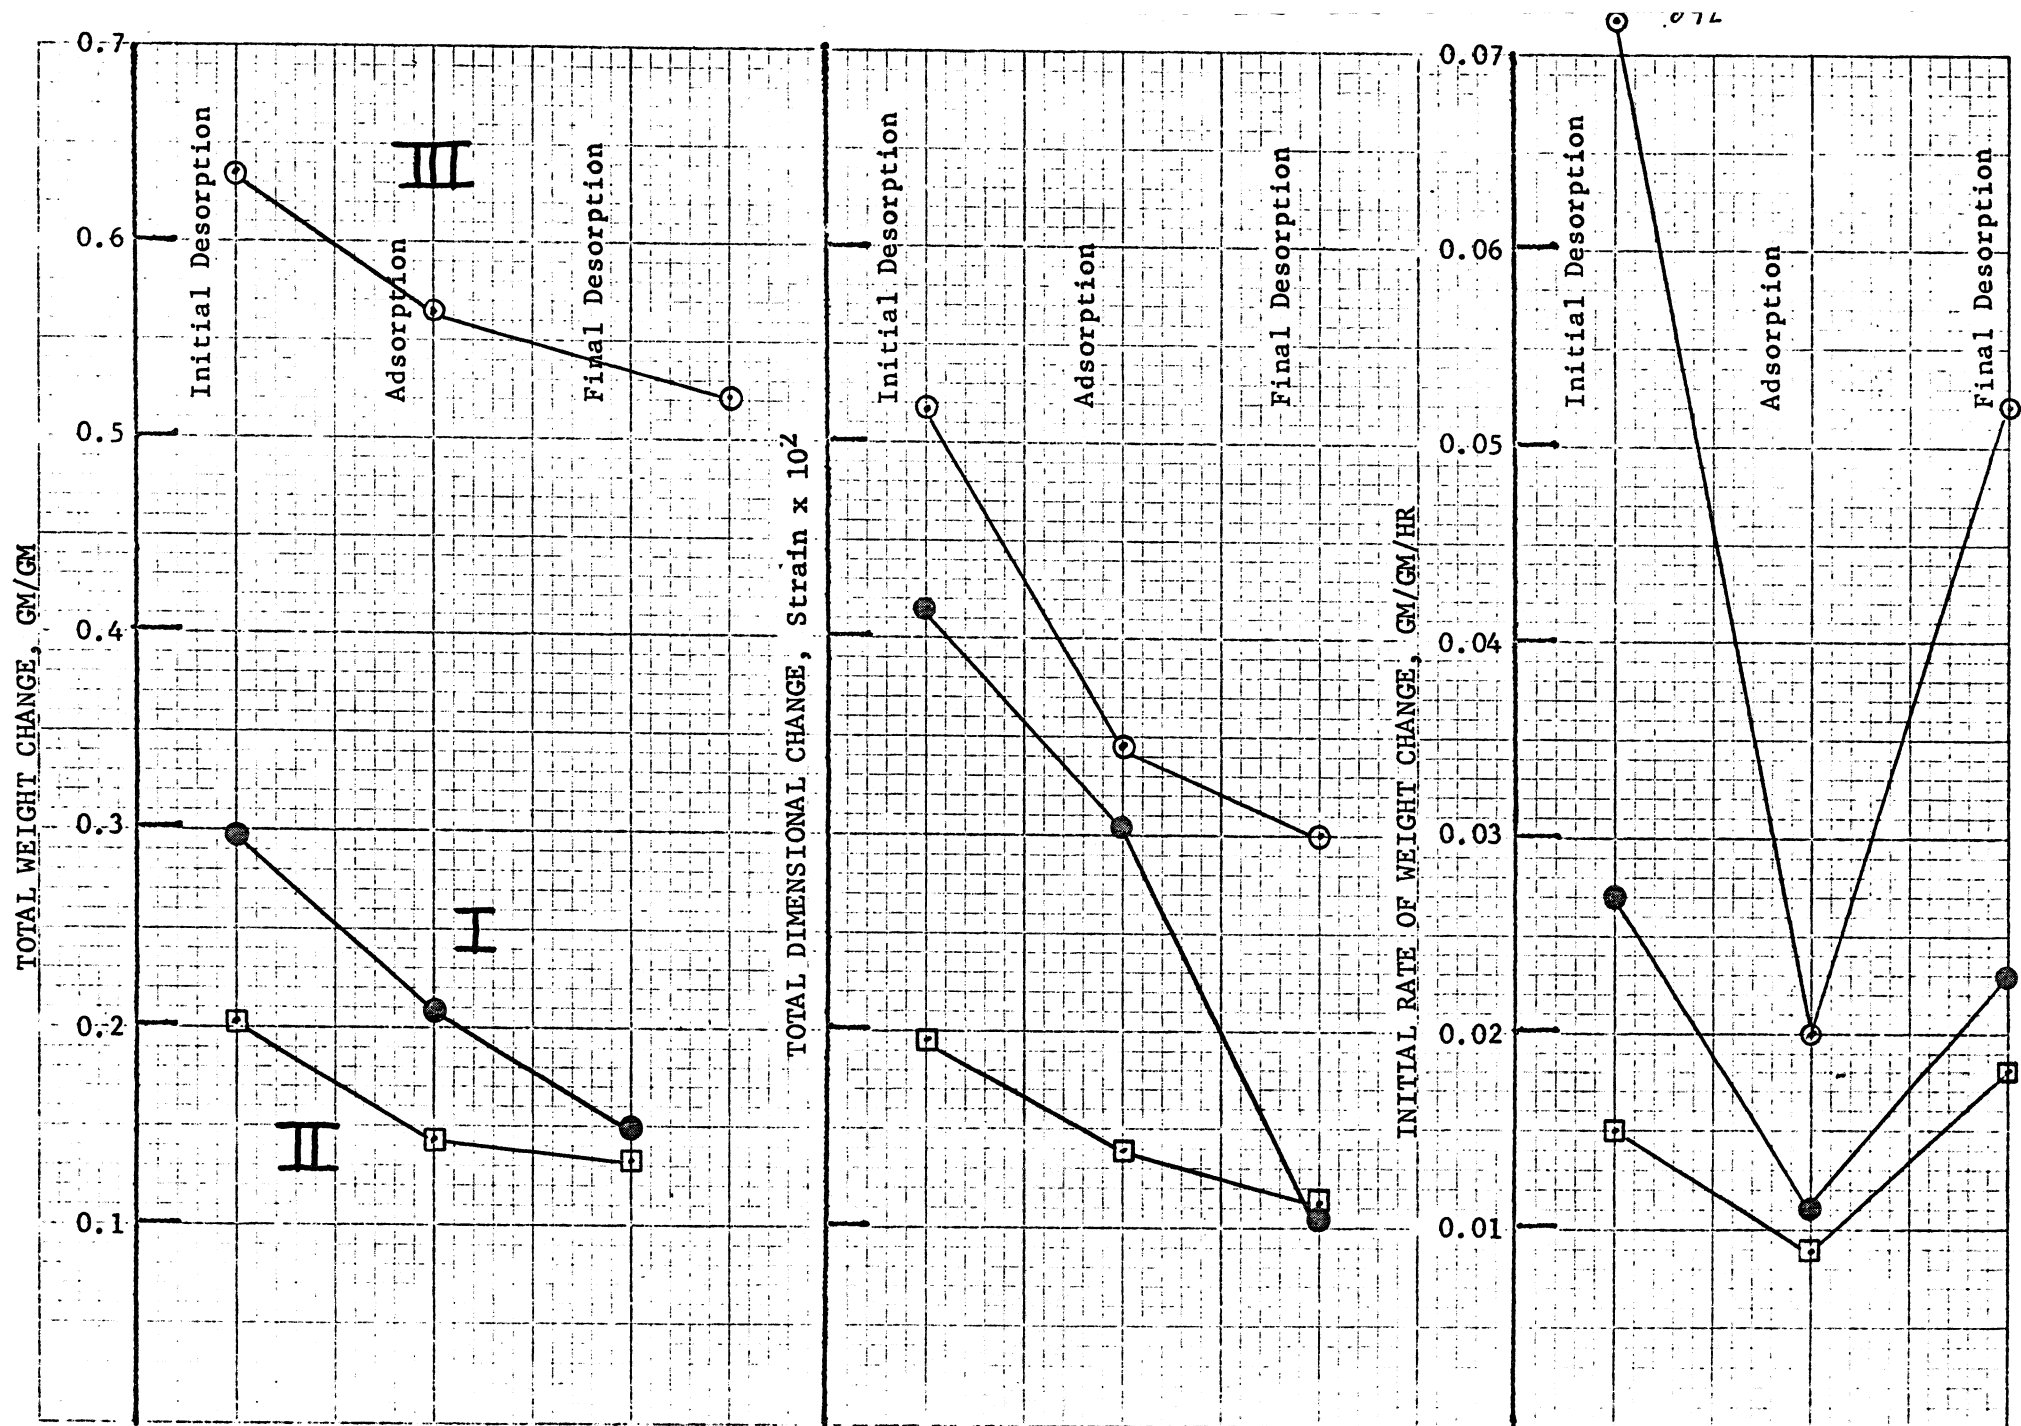 TOTAL WEIGHT CHANGE, GM/GM
0.7
0.6
0.5
0.4
0.3
0.2
0.1
Initial Desorption
Adsorption
Final Desorption
III
I
II
TOTAL DIMENSIONAL CHANGE, Strain x 10²
Initial Desorption
Adsorption
Final Desorption
INITIAL RATE OF WEIGHT CHANGE, GM/GM/HR
0.07
0.06
0.05
0.04
0.03
0.02
0.01
Initial Desorption
Adsorption
Final Desorption